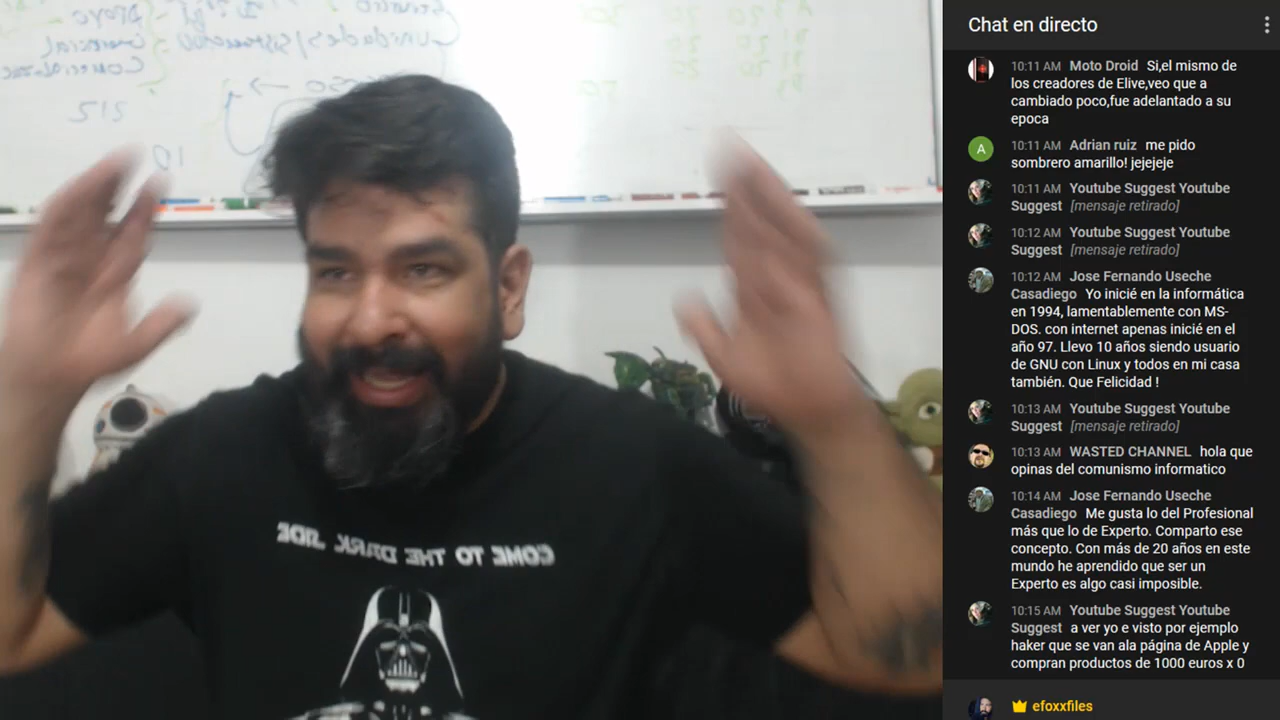 Chat en directo
10:11 AM Moto Droid Si,el mismo de
los creadores de Elive,veo que a
cambiado poco,fue adelantado a su
epoca
10:11 AM Adrian ruiz me pido
sombrero amarillo! jejejeje
10:11 AM Youtube Suggest Youtube
Suggest [mensaje retirado]
10:12 AM Youtube Suggest Youtube
Suggest [mensaje retirado]
10:12 AM Jose Fernando Useche
Casadiego Yo inicié en la informática
en 1994, lamentablemente con MS-
DOS. con internet apenas inicié en el
año 97. Llevo 10 años siendo usuario
de GNU con Linux y todos en mi casa
también. Que Felicidad !
10:13 AM Youtube Suggest Youtube
Suggest [mensaje retirado]
10:13 AM WASTED CHANNEL hola que
opinas del comunismo informatico
10:14 AM Jose Fernando Useche
Casadiego Me gusta lo del Profesional
más que lo de Experto. Comparto ese
concepto. Con más de 20 años en este
mundo he aprendido que ser un
Experto es algo casi imposible.
10:15 AM Youtube Suggest Youtube
Suggest a ver yo e visto por ejemplo
haker que se van ala página de Apple y
compran productos de 1000 euros x 0
efoxxfiles
A
COME TO THE DARK SIDE